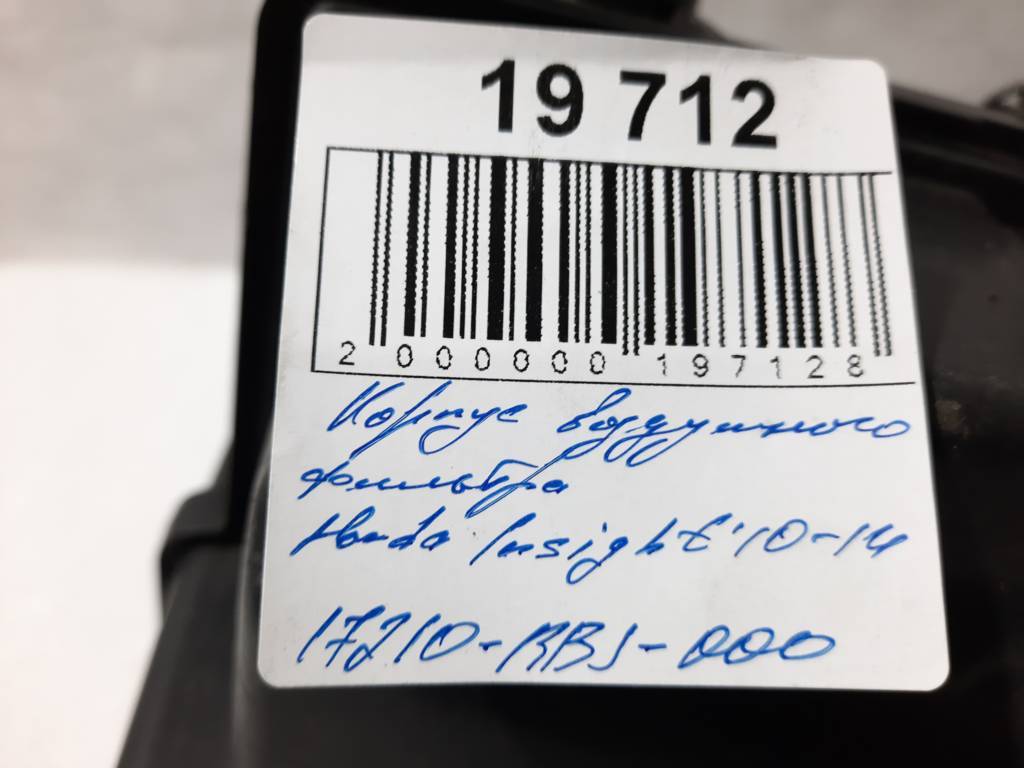 19 712
2 000000 197128
Корпус воздушного
фильтра
Honda Insight '10-14
17210-RBJ-000